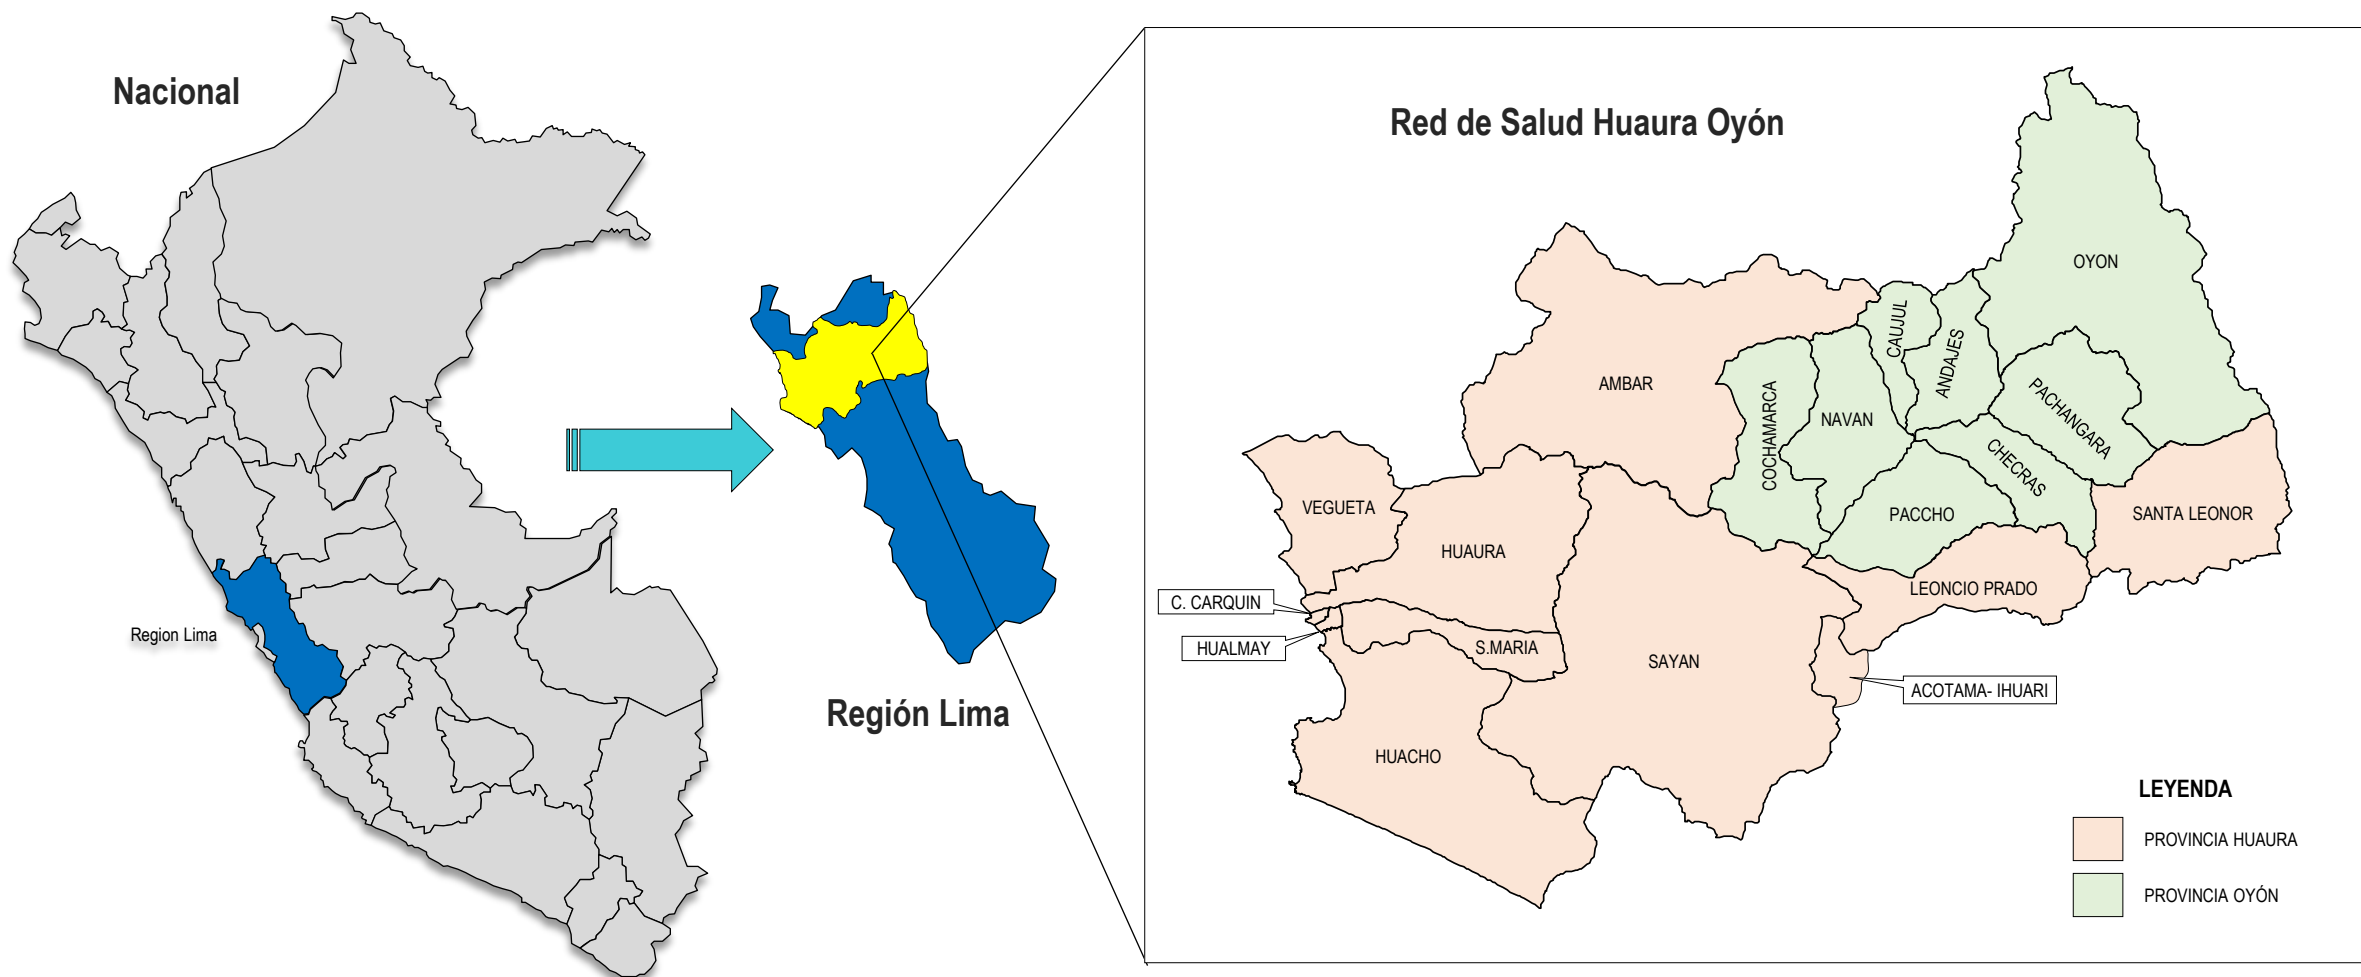 Nacional
Region Lima
Región Lima
Red de Salud Huaura Oyón
OYON
CAUJUL
ANDAJES
AMBAR
PACHANGARA
COCHAMARCA
NAVAN
CHECRAS
VEGUETA
PACCHO
SANTA LEONOR
HUAURA
LEONCIO PRADO
C. CARQUIN
HUALMAY
S.MARIA
SAYAN
ACOTAMA- IHUARI
HUACHO
LEYENDA
PROVINCIA HUAURA
PROVINCIA OYÓN